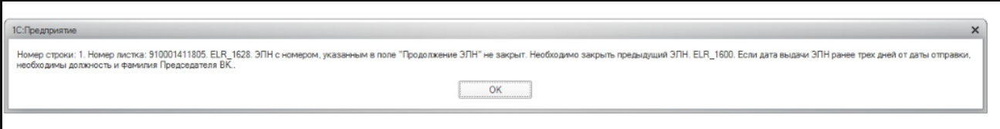 1С:Предприятие
Номер строки: 1. Номер листка: 910001411805. ELR_1628. ЭЛН с номером, указанным в поле "Продолжение ЭЛН" не закрыт. Необходимо закрыть предыдущий ЭЛН. ELR_1600. Если дата выдачи ЭЛН ранее трех дней от даты отправки,
необходимы должность и фамилия Председателя ВК..
OK